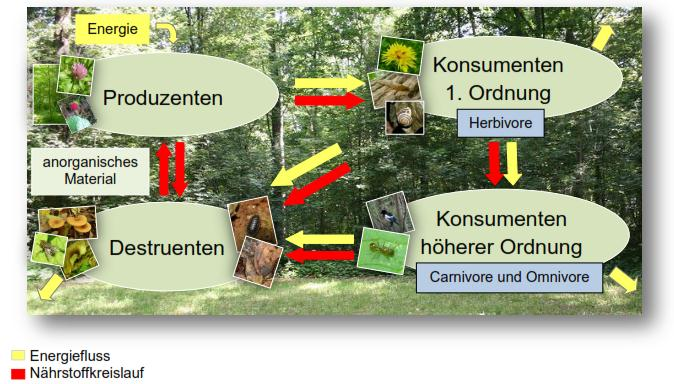 Energie
Produzenten
Konsumenten
1. Ordnung
Herbivore
anorganisches
Material
Destruenten
Konsumenten
höherer Ordnung
Carnivore und Omnivore
Energiefluss
Nährstoffkreislauf